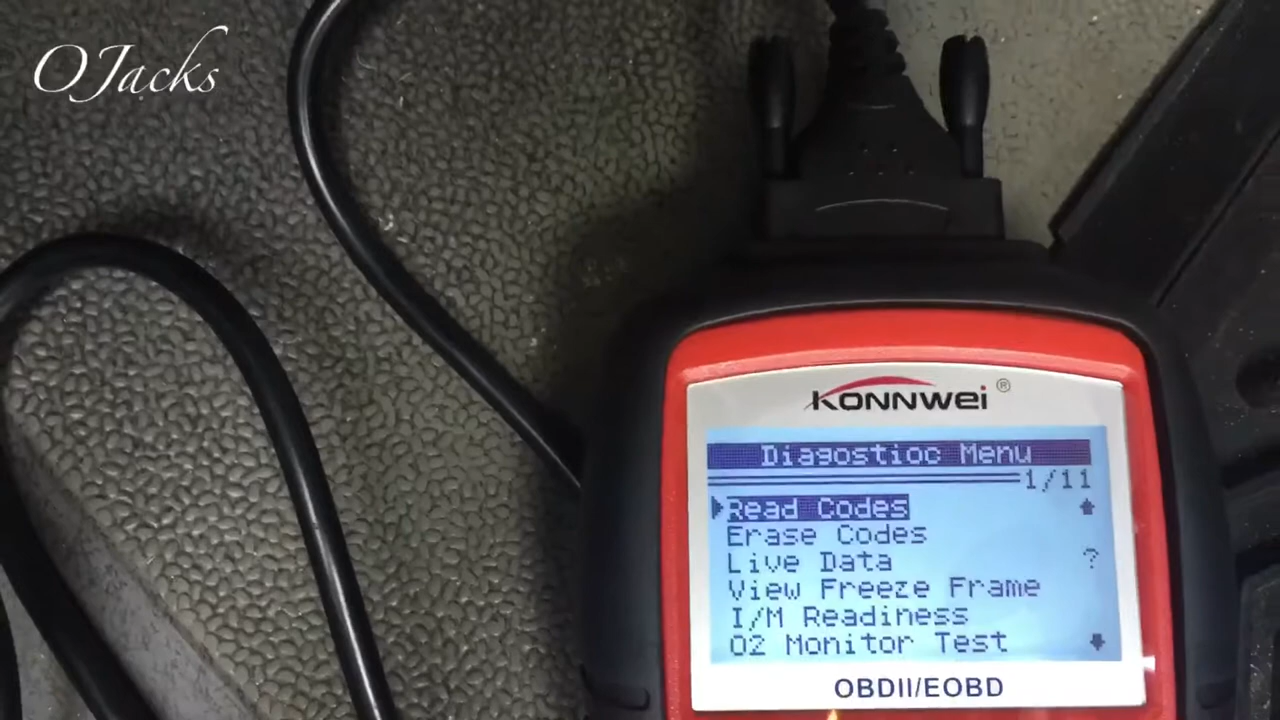 OJacks
KONNWEI ®
Diagostioc Menu
1/11
Read Codes
Erase Codes
Live Data
?
View Freeze Frame
I/M Readiness
O2 Monitor Test
OBDII/EOBD